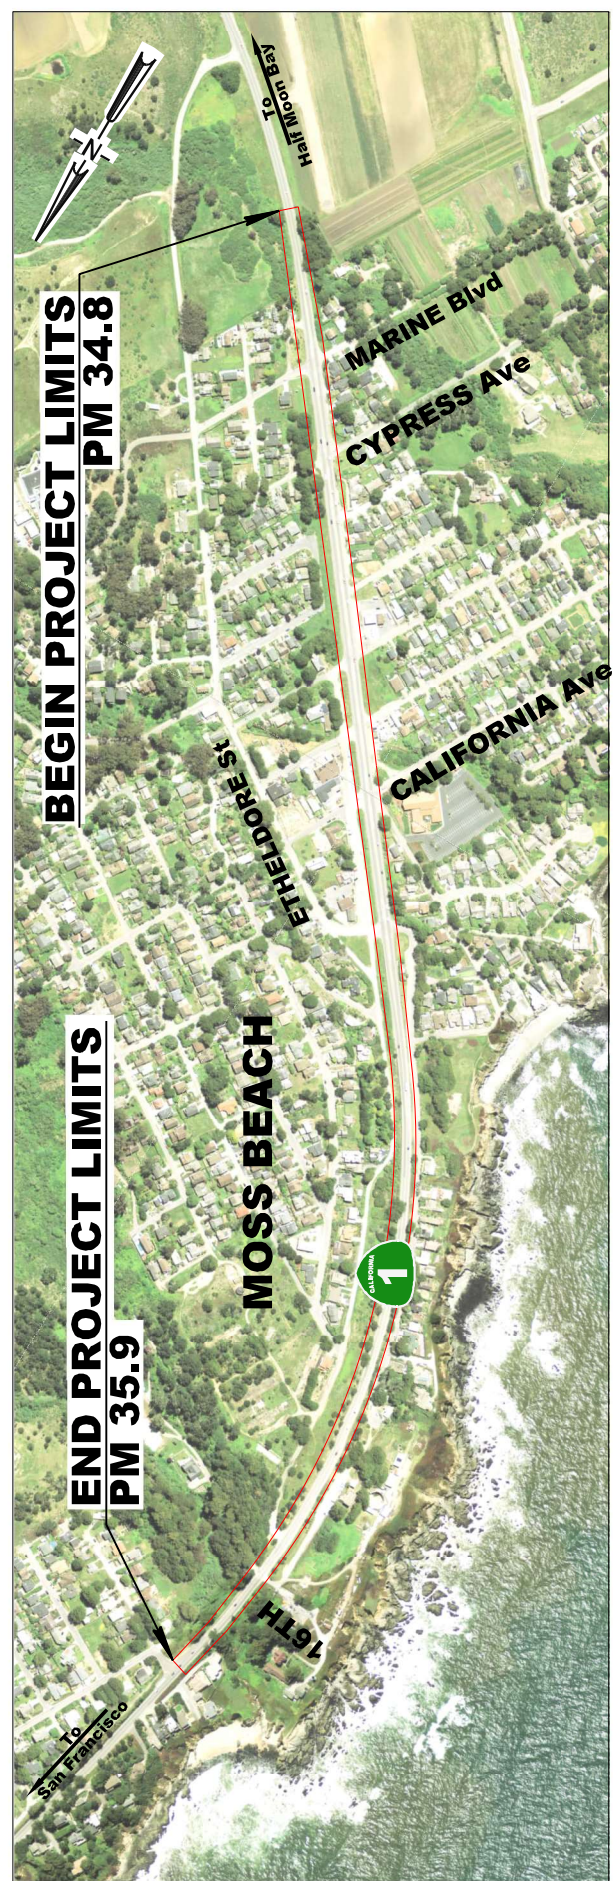 To
Half Moon Bay
N
BEGIN PROJECT LIMITS
PM 34.8
MARINE Blvd
CYPRESS Ave
CALIFORNIA Ave
ETHELDORE St
MOSS BEACH
END PROJECT LIMITS
PM 35.9
CALIFORNIA
1
16TH
To
San Francisco